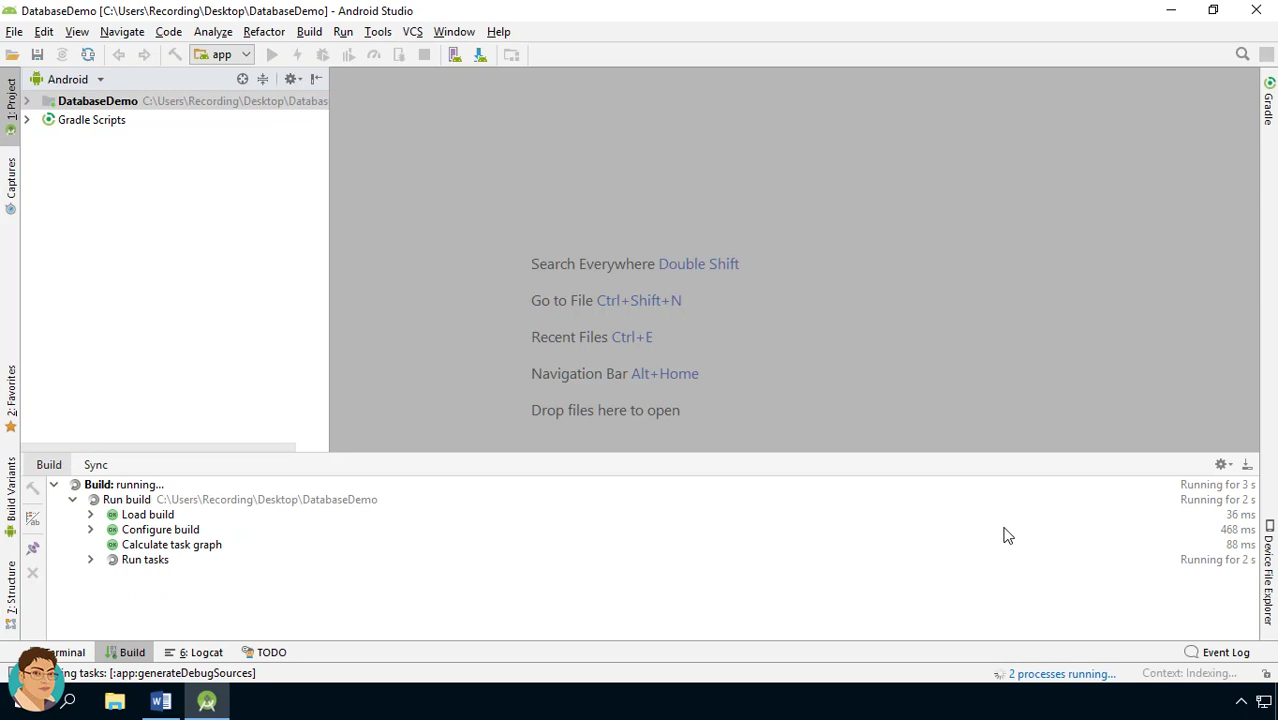 DatabaseDemo [C:\Users\Recording\Desktop\DatabaseDemo] - Android Studio
File Edit View Navigate Code Analyze Refactor Build Run Tools VCS Window Help
app
Android
1: Project
DatabaseDemo C:\Users\Recording\Desktop\Databas
Gradle Scripts
Gradle
Captures
Search Everywhere Double Shift
Go to File Ctrl+Shift+N
Recent Files Ctrl+E
Navigation Bar Alt+Home
Drop files here to open
2: Favorites
Build Variants
7: Structure
Device File Explorer
Build Sync
Build: running... Running for 3 s
Run build C:\Users\Recording\Desktop\DatabaseDemo Running for 2 s
Load build 36 ms
Configure build 468 ms
Calculate task graph 88 ms
Run tasks Running for 2 s
Build 6: Logcat TODO Event Log
tasks: [:app:generateDebugSources] 2 processes running... Context: Indexing...